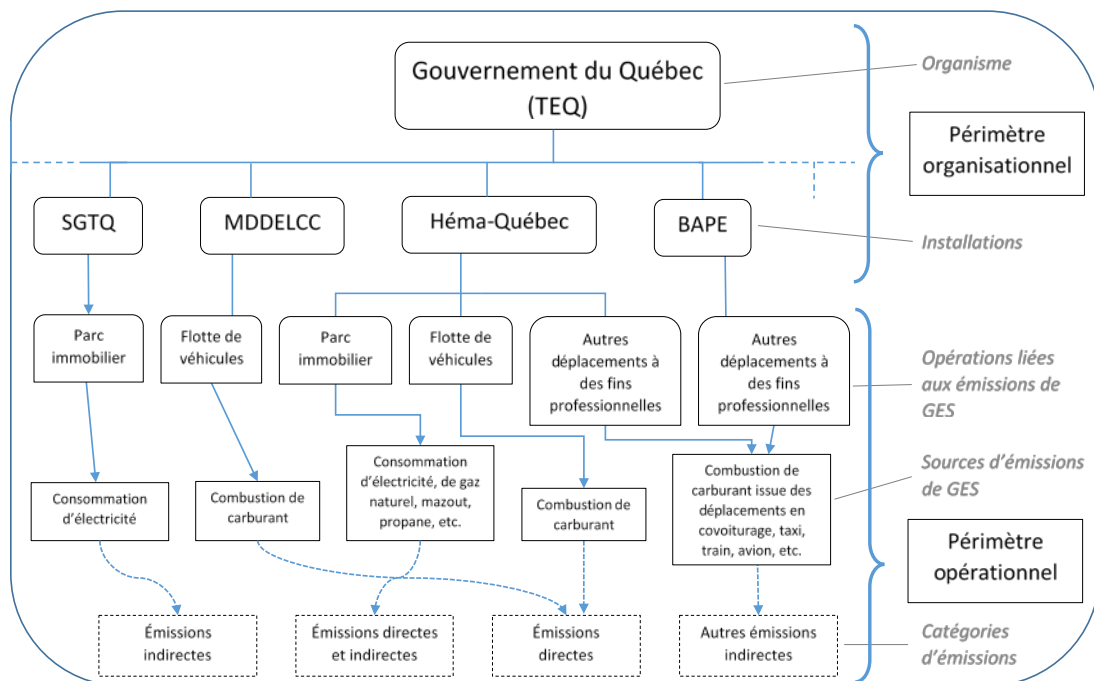 Gouvernement du Québec
(TEQ)
Organisme
Périmètre
organisationnel
SGTQ
MDDELCC
Héma-Québec
BAPE
Installations
Parc
immobilier
Flotte de
véhicules
Parc
immobilier
Flotte de
véhicules
Autres
déplacements à
des fins
professionnelles
Autres
déplacements à
des fins
professionnelles
Opérations liées
aux émissions de
GES
Consommation
d'électricité
Combustion de
carburant
Consommation
d'électricité, de gaz
naturel, mazout,
propane, etc.
Combustion de
carburant
Combustion de
carburant issue des
déplacements en
covoiturage, taxi,
train, avion, etc.
Sources d'émissions
de GES
Périmètre
opérationnel
Émissions
indirectes
Émissions directes
et indirectes
Émissions
directes
Autres émissions
indirectes
Catégories
d'émissions